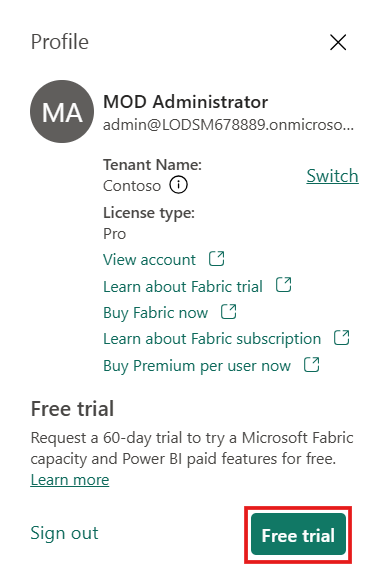 Profile
MA
MOD Administrator
admin@LODSM678889.onmicroso...
Tenant Name:
Contoso
Switch
License type:
Pro
View account
Learn about Fabric trial
Buy Fabric now
Learn about Fabric subscription
Buy Premium per user now
Free trial
Request a 60-day trial to try a Microsoft Fabric
capacity and Power BI paid features for free.
Learn more
Sign out
Free trial